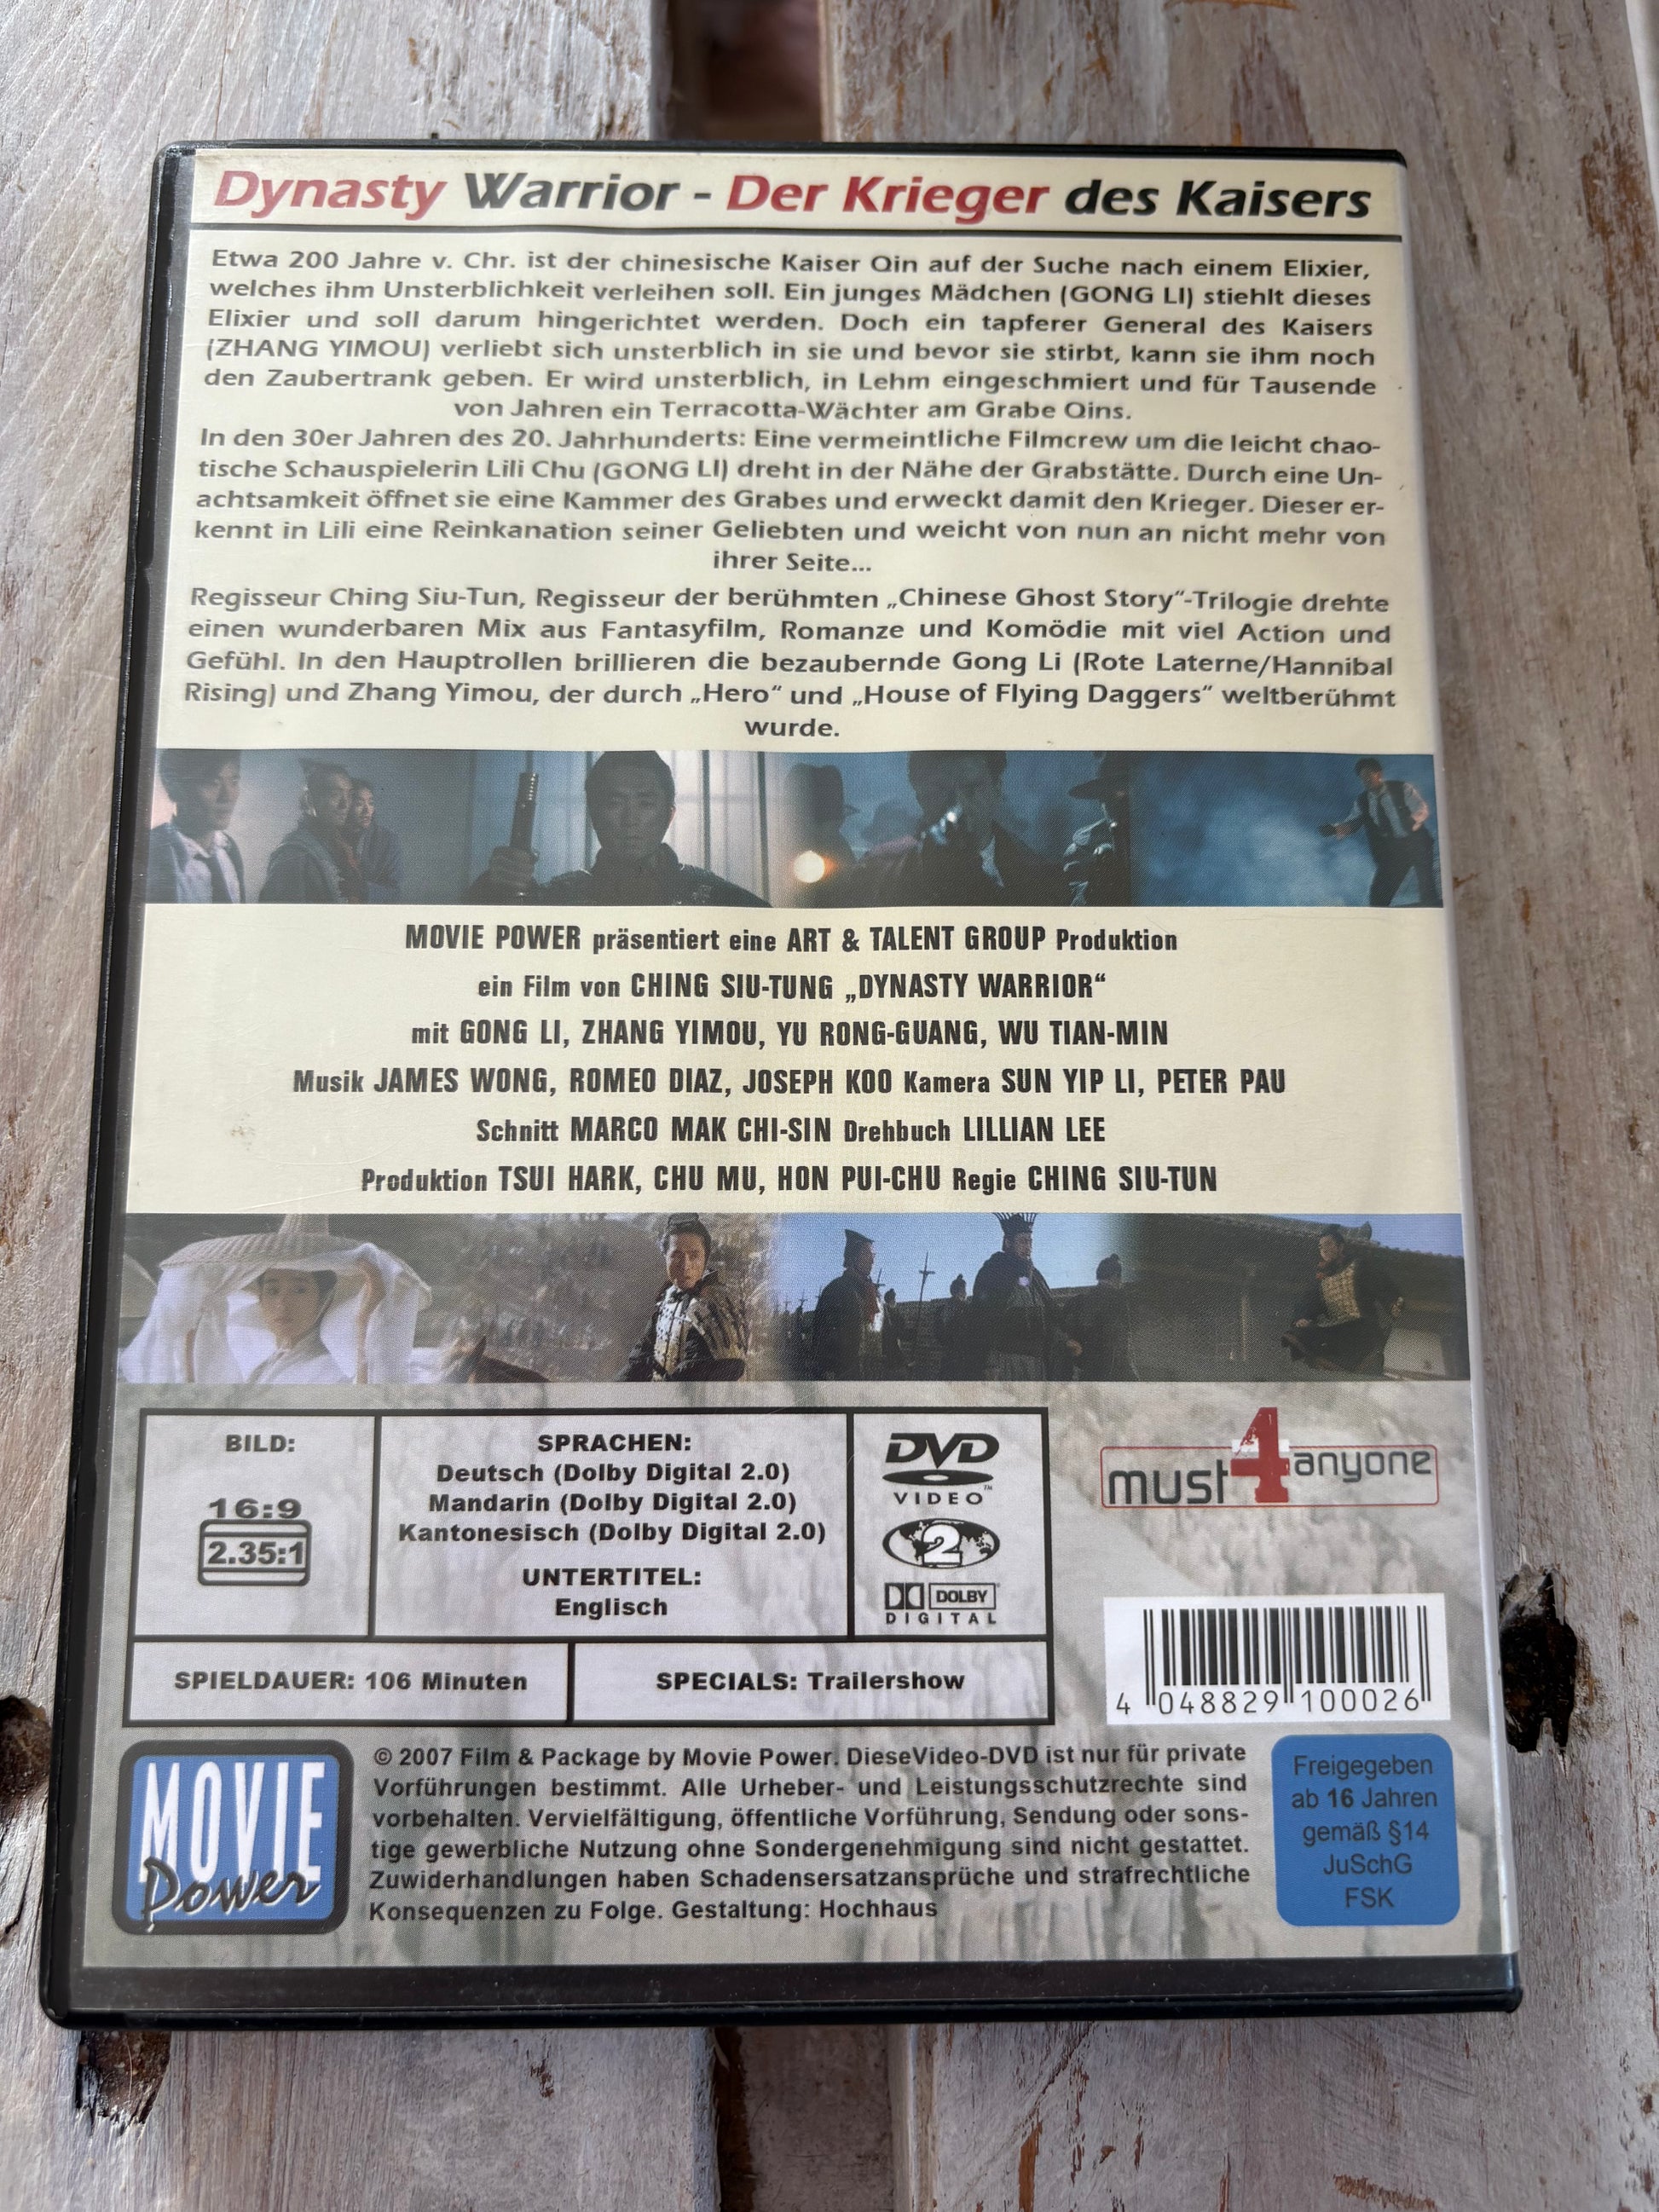 Dynasty Warrior - Der Krieger des Kaisers
Etwa 200 Jahre v. Chr. ist der chinesische Kaiser Qin auf der Suche nach einem Elixier,
welches ihm Unsterblichkeit verleihen soll. Ein junges Mädchen (GONG LI) stiehlt dieses
Elixier und soll darum hingerichtet werden. Doch ein tapferer General des Kaisers
(ZHANG YIMOU) verliebt sich unsterblich in sie und bevor sie stirbt, kann sie ihm noch
den Zaubertrank geben. Er wird unsterblich, in Lehm eingeschmiert und für Tausende
von Jahren ein Terracotta-Wächter am Grabe Qins.
In den 30er Jahren des 20. Jahrhunderts: Eine vermeintliche Filmcrew um die leicht chao-
tische Schauspielerin Lili Chu (GONG LI) dreht in der Nähe der Grabstätte. Durch eine Un-
achtsamkeit öffnet sie eine Kammer des Grabes und erweckt damit den Krieger. Dieser er-
kennt in Lili eine Reinkanation seiner Geliebten und weicht von nun an nicht mehr von
ihrer Seite...
Regisseur Ching Siu-Tun, Regisseur der berühmten „Chinese Ghost Story“-Trilogie drehte
einen wunderbaren Mix aus Fantasyfilm, Romanze und Komödie mit viel Action und
Gefühl. In den Hauptrollen brillieren die bezaubernde Gong Li (Rote Laterne/Hannibal
Rising) und Zhang Yimou, der durch „Hero“ und „House of Flying Daggers“ weltberühmt
wurde.
MOVIE POWER präsentiert eine ART & TALENT GROUP Produktion
ein Film von CHING SIU-TUNG „DYNASTY WARRIOR“
mit GONG LI, ZHANG YIMOU, YU RONG-GUANG, WU TIAN-MIN
Musik JAMES WONG, ROMEO DIAZ, JOSEPH KOO Kamera SUN YIP LI, PETER PAU
Schnitt MARCO MAK CHI-SIN Drehbuch LILLIAN LEE
Produktion TSUI HARK, CHU MU, HON PUI-CHU Regie CHING SIU-TUN
BILD:
16:9
2.35:1
SPRACHEN:
Deutsch (Dolby Digital 2.0)
Mandarin (Dolby Digital 2.0)
Kantonesisch (Dolby Digital 2.0)
UNTERTITEL:
Englisch
DVD
VIDEO™
2
DOLBY
DIGITAL
must 4 anyone
SPIELDAUER: 106 Minuten
SPECIALS: Trailershow
4 048829 100026
MOVIE
Power
© 2007 Film & Package by Movie Power. DieseVideo-DVD ist nur für private
Vorführungen bestimmt. Alle Urheber- und Leistungsschutzrechte sind
vorbehalten. Vervielfältigung, öffentliche Vorführung, Sendung oder sons-
tige gewerbliche Nutzung ohne Sondergenehmigung sind nicht gestattet.
Zuwiderhandlungen haben Schadensersatzansprüche und strafrechtliche
Konsequenzen zu Folge. Gestaltung: Hochhaus
Freigegeben
ab 16 Jahren
gemäß §14
JuSchG
FSK